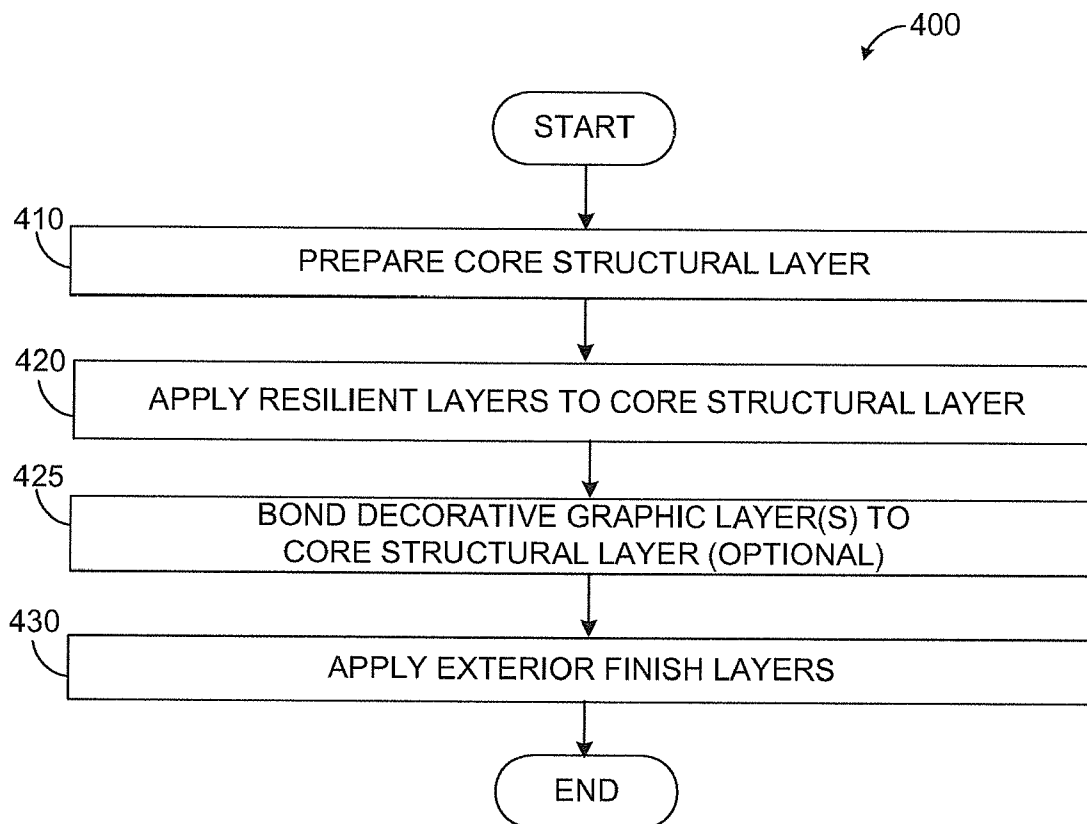 400
START
410
PREPARE CORE STRUCTURAL LAYER
420
APPLY RESILIENT LAYERS TO CORE STRUCTURAL LAYER
425
BOND DECORATIVE GRAPHIC LAYER(S) TO
CORE STRUCTURAL LAYER (OPTIONAL)
430
APPLY EXTERIOR FINISH LAYERS
END